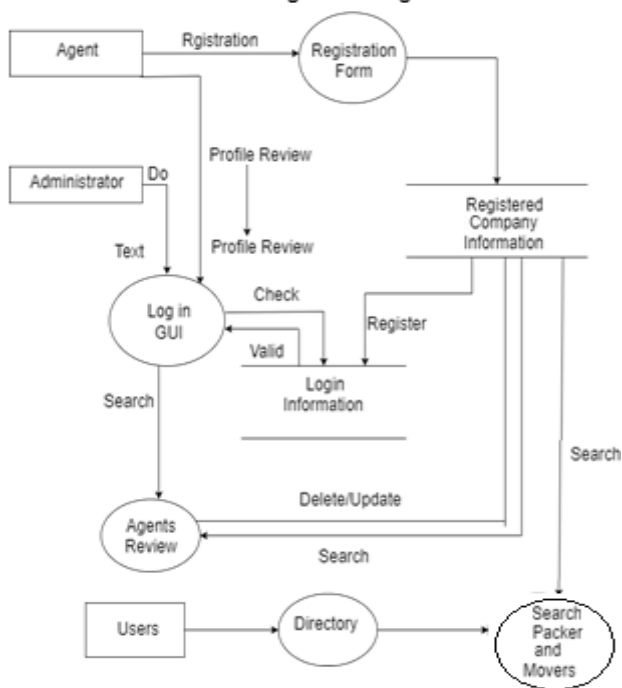 Agent
Rgistration
Registration
Form
Administrator
Do
Profile Review
Profile Review
Registered
Company
Information
Text
Log in
GUI
Check
Valid
Register
Login
Information
Search
Search
Delete/Update
Agents
Review
Search
Users
Directory
Search
Packer
and
Movers